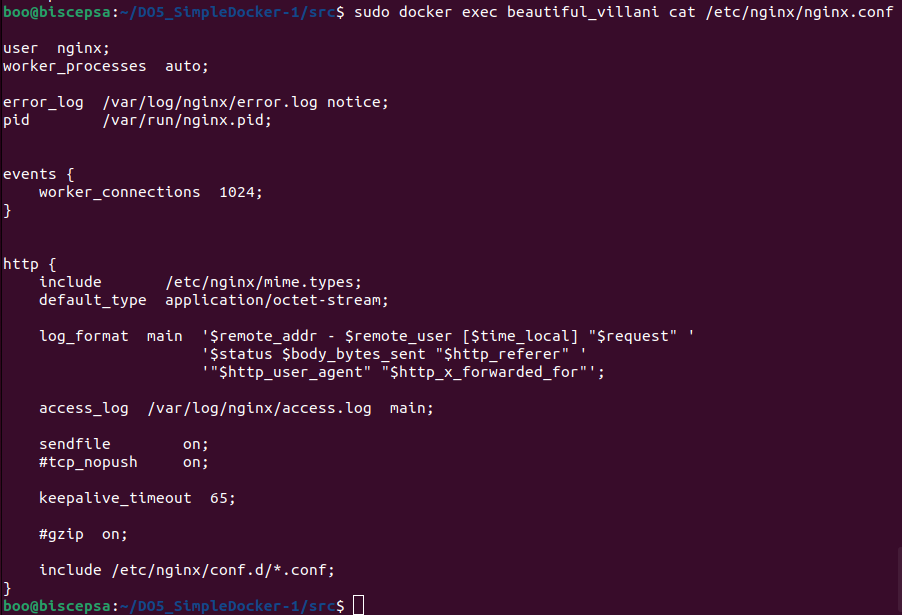 boo@biscepsa:~/DO5_SimpleDocker-1/src$ sudo docker exec beautiful_villani cat /etc/nginx/nginx.conf

user  nginx;
worker_processes  auto;

error_log  /var/log/nginx/error.log notice;
pid        /var/run/nginx.pid;


events {
    worker_connections  1024;
}


http {
    include       /etc/nginx/mime.types;
    default_type  application/octet-stream;

    log_format  main  '$remote_addr - $remote_user [$time_local] "$request" '
                      '$status $body_bytes_sent "$http_referer" '
                      '"$http_user_agent" "$http_x_forwarded_for"';

    access_log  /var/log/nginx/access.log  main;

    sendfile        on;
    #tcp_nopush     on;

    keepalive_timeout  65;

    #gzip  on;

    include /etc/nginx/conf.d/*.conf;
}
boo@biscepsa:~/DO5_SimpleDocker-1/src$